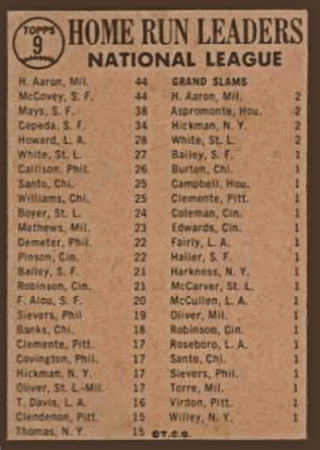 TOPPS
9
HOME RUN LEADERS
NATIONAL LEAGUE
H. Aaron, Mil. 44
McCovey, S. F. 44
Mays, S. F. 38
Cepeda, S. F. 34
Howard, L. A. 28
White, St. L. 27
Callison, Phil. 26
Santo, Chi. 25
Williams, Chi. 25
Boyer, St. L. 24
Mathews, Mil. 23
Demeter, Phil. 22
Pinson, Cin. 22
Bailey, S. F. 21
Robinson, Cin. 21
F. Alou, S. F. 20
Sievers, Phil 19
Banks, Chi. 18
Clemente, Pitt. 17
Covington, Phil. 17
Hickman, N. Y. 17
Oliver, St. L.-Mil. 17
T. Davis, L. A. 16
Clendenon, Pitt. 15
Thomas, N. Y. 15
GRAND SLAMS
H. Aaron, Mil. 2
Aspromonte, Hou. 2
Hickman, N. Y. 2
White, St. L. 2
Bailey, S. F. 1
Burton, Chi. 1
Campbell, Hou. 1
Clemente, Pitt. 1
Coleman, Cin. 1
Edwards, Cin. 1
Fairly, L. A. 1
Haller, S. F. 1
Harkness, N. Y. 1
McCarver, St. L. 1
McCullen, L. A. 1
Oliver, Mil. 1
Robinson, Cin. 1
Roseboro, L. A. 1
Santo, Chi. 1
Sievers, Phil. 1
Torre, Mil. 1
Virdon, Pitt. 1
Willey, N. Y. 1
©T.C.G.